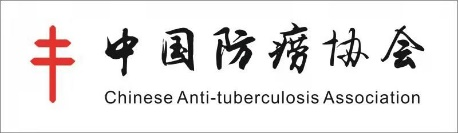 中国防痨协会
Chinese Anti-tuberculosis Association